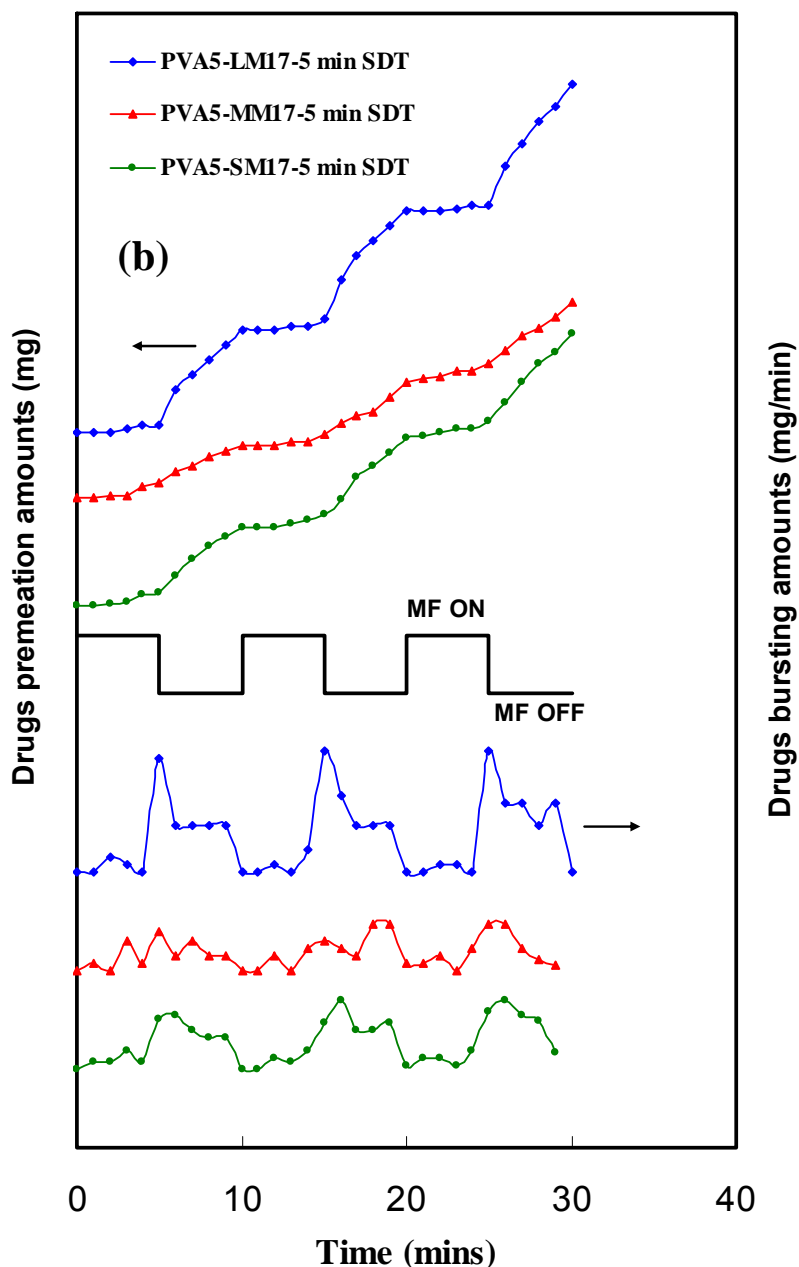 PVA5-LM17-5 min SDT
PVA5-MM17-5 min SDT
PVA5-SM17-5 min SDT
(b)
Drugs premeation amounts (mg)
Drugs bursting amounts (mg/min)
MF ON
MF OFF
0 10 20 30 40
Time (mins)